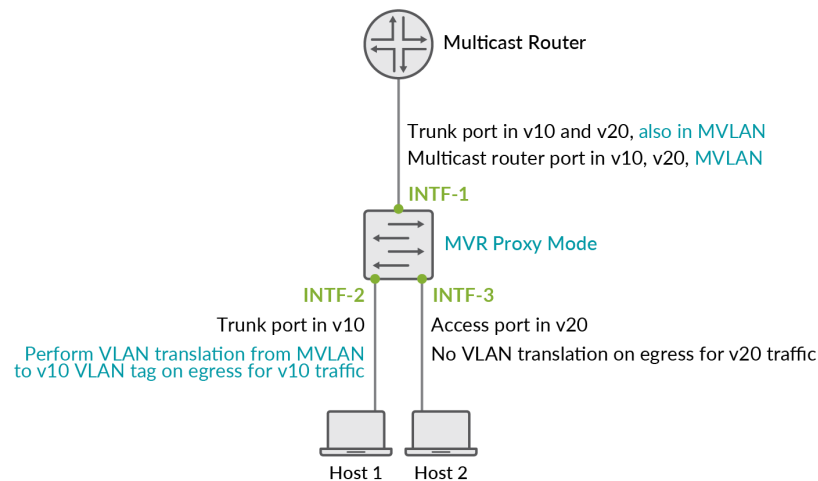 Multicast Router
Trunk port in v10 and v20, also in MVLAN
Multicast router port in v10, v20, MVLAN
INTF-1
MVR Proxy Mode
INTF-2
INTF-3
Trunk port in v10
Access port in v20
Perform VLAN translation from MVLAN
No VLAN translation on egress for v20 traffic
to v10 VLAN tag on egress for v10 traffic
Host 1
Host 2